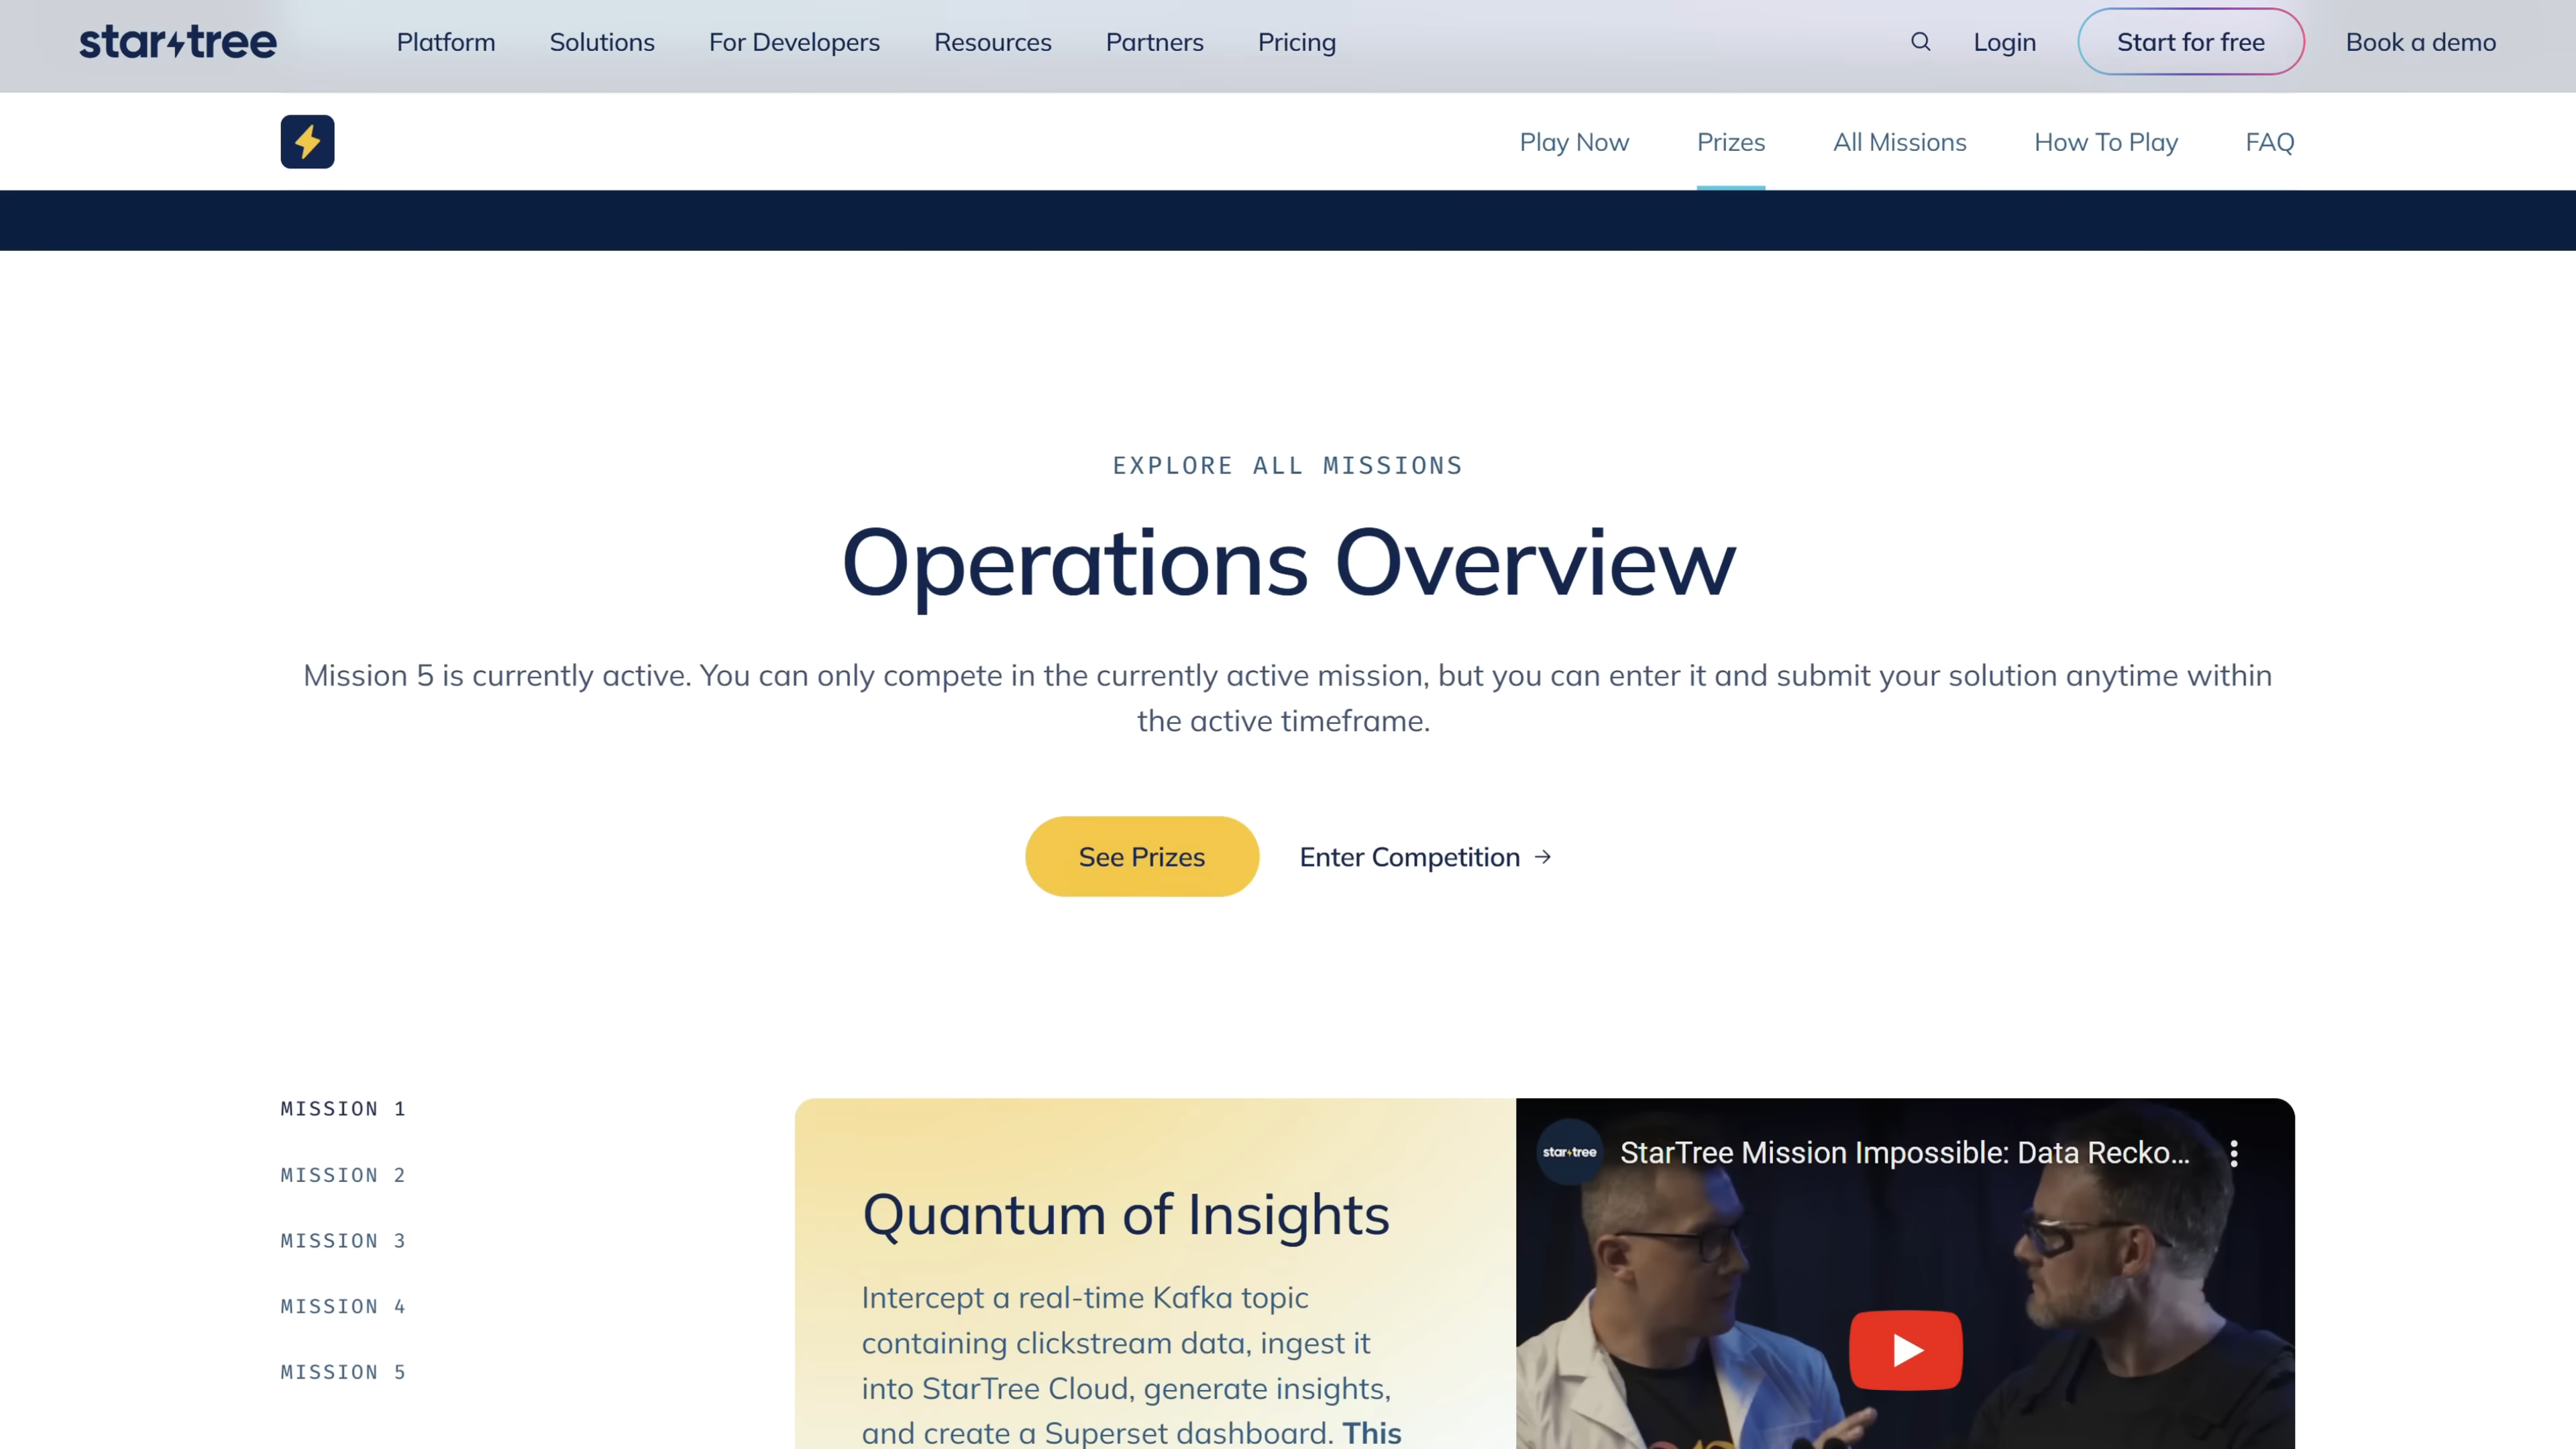 startree
Platform
Solutions
For Developers
Resources
Partners
Pricing
Login
Start for free
Book a demo
Play Now
Prizes
All Missions
How To Play
FAQ
EXPLORE ALL MISSIONS
Operations Overview
Mission 5 is currently active. You can only compete in the currently active mission, but you can enter it and submit your solution anytime within
the active timeframe.
See Prizes
Enter Competition →
MISSION 1
MISSION 2
MISSION 3
MISSION 4
MISSION 5
Quantum of Insights
Intercept a real-time Kafka topic
containing clickstream data, ingest it
into StarTree Cloud, generate insights,
and create a Superset dashboard. This
startree
StarTree Mission Impossible: Data Recko...